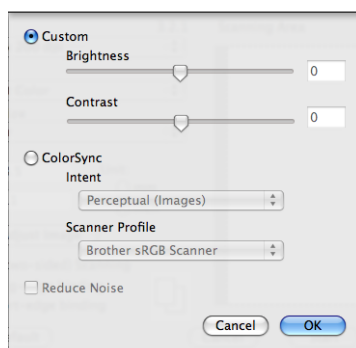 Custom
Brightness
0
Contrast
0
ColorSync
Intent
Perceptual (Images)
Scanner Profile
Brother sRGB Scanner
Reduce Noise
Cancel OK